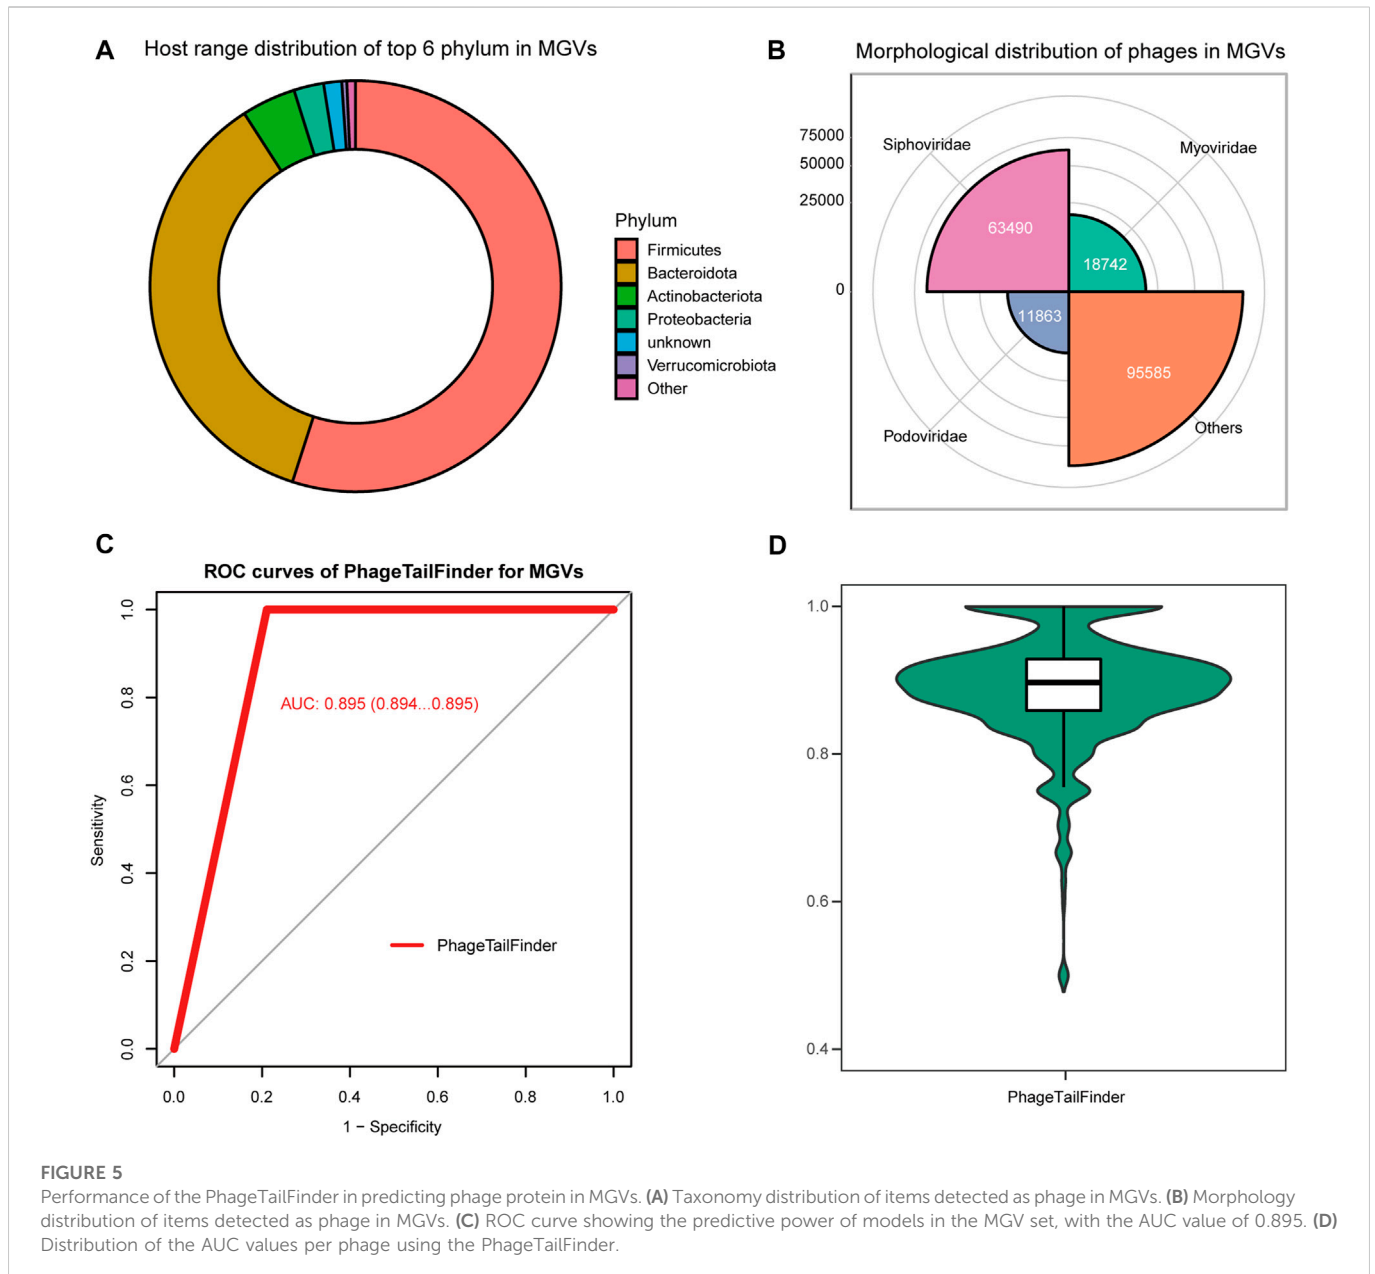 A
Host range distribution of top 6 phylum in MGVs
Phylum
Firmicutes
Bacteroidota
Actinobacteriota
Proteobacteria
unknown
Verrucomicrobiota
Other
B
Morphological distribution of phages in MGVs
75000
50000
25000
0
Siphoviridae
Myoviridae
63490
18742
11863
95585
Podoviridae
Others
C
ROC curves of PhageTailFinder for MGVs
Sensitivity
1.0
0.8
0.6
0.4
0.2
0.0
AUC: 0.895 (0.894...0.895)
PhageTailFinder
0.0 0.2 0.4 0.6 0.8 1.0
1 − Specificity
D
1.0
0.8
0.6
0.4
PhageTailFinder
FIGURE 5
Performance of the PhageTailFinder in predicting phage protein in MGVs. (A) Taxonomy distribution of items detected as phage in MGVs. (B) Morphology
distribution of items detected as phage in MGVs. (C) ROC curve showing the predictive power of models in the MGV set, with the AUC value of 0.895. (D)
Distribution of the AUC values per phage using the PhageTailFinder.